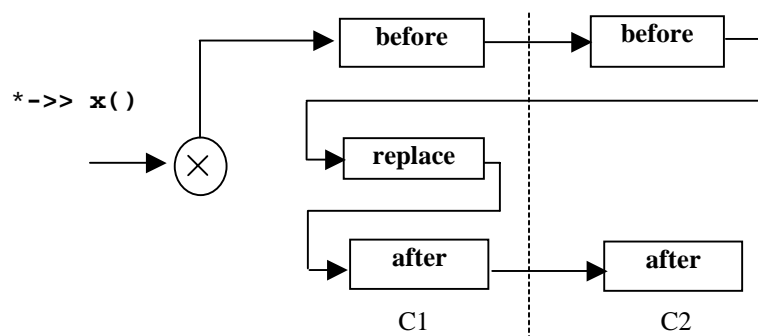 before before
*->> x()
replace
after after
C1 C2